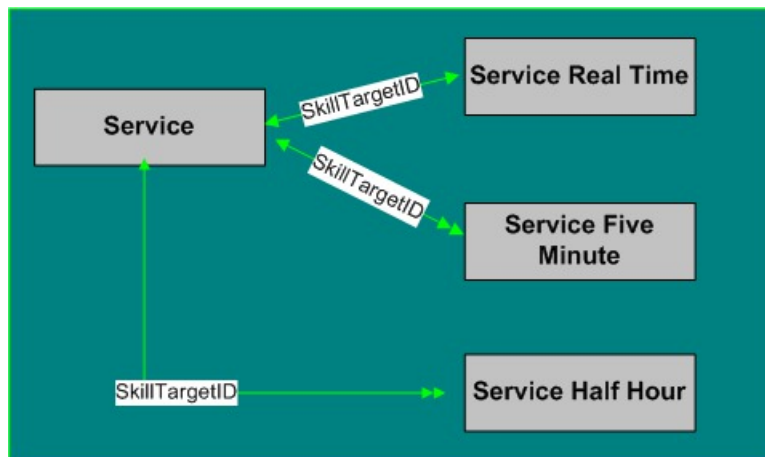 Service Real Time
SkillTargetID
Service
SkillTargetID
Service Five
Minute
SkillTargetID
Service Half Hour